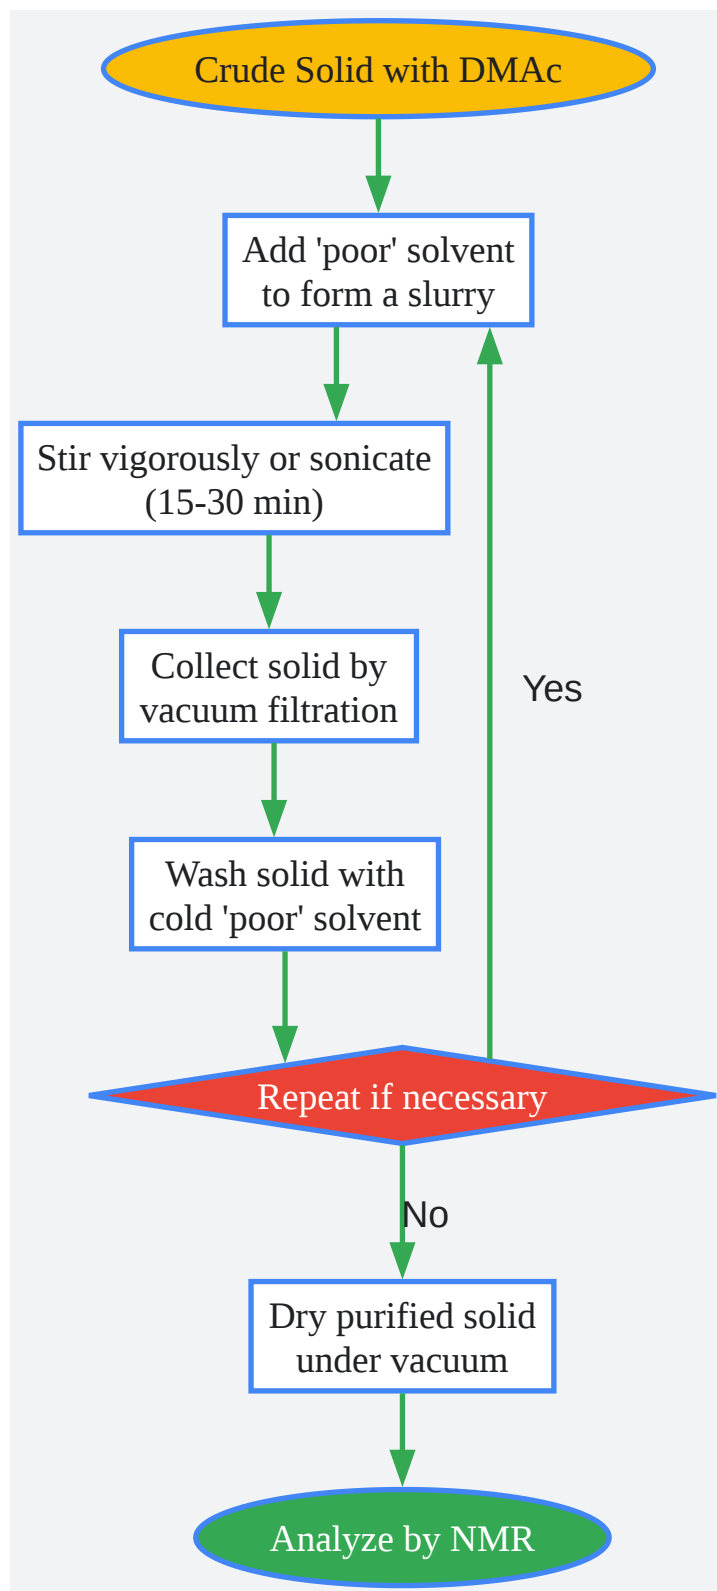 Crude Solid with DMAc
Add 'poor' solvent
to form a slurry
Stir vigorously or sonicate
(15-30 min)
Collect solid by
vacuum filtration
Yes
Wash solid with
cold 'poor' solvent
Repeat if necessary
No
Dry purified solid
under vacuum
Analyze by NMR